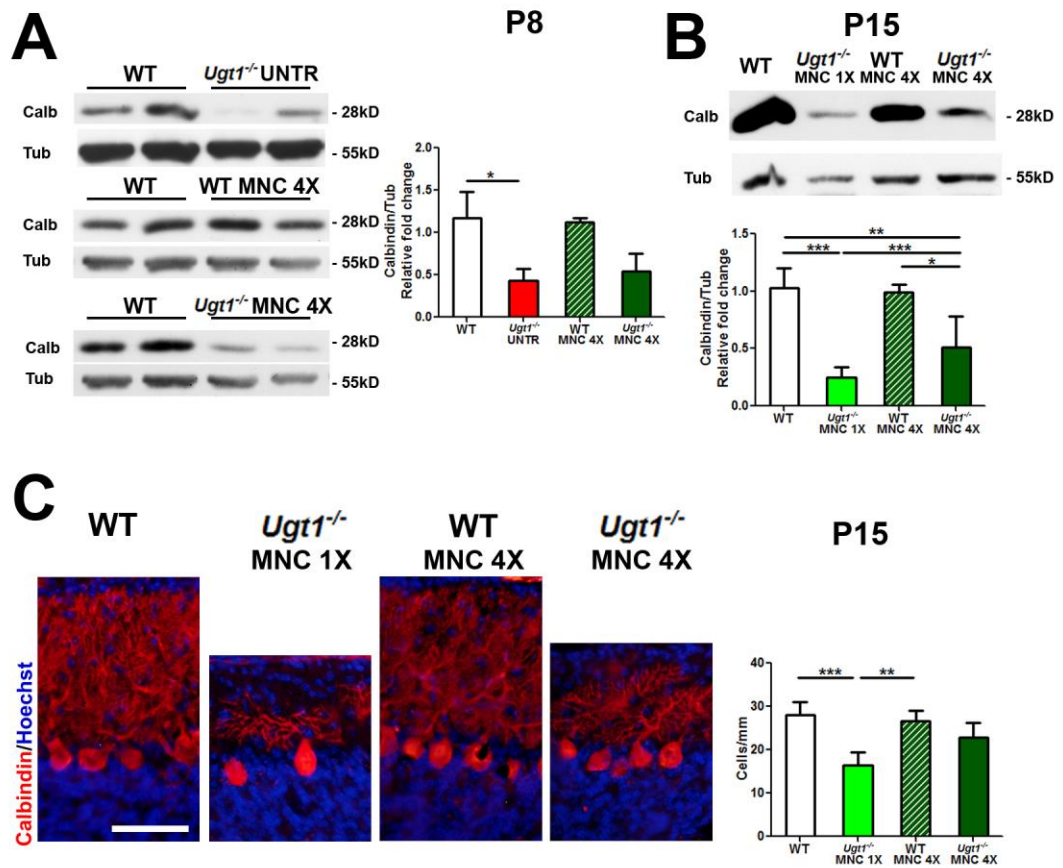 A
P8
WT Ugt1-/- UNTR
Calb - 28kD
Tub - 55kD
WT WT MNC 4X
Calb - 28kD
Tub - 55kD
WT Ugt1-/- MNC 4X
Calb - 28kD
Tub - 55kD
Calbindin/Tub
Relative fold change
2.0
1.5
1.0
0.5
0.0
*
WT Ugt1-/- UNTR WT MNC 4X Ugt1-/- MNC 4X
B
P15
WT Ugt1-/- MNC 1X WT MNC 4X Ugt1-/- MNC 4X
Calb - 28kD
Tub - 55kD
Calbindin/Tub
Relative fold change
1.5
1.0
0.5
0.0
**
*** ***
*
WT Ugt1-/- MNC 1X WT MNC 4X Ugt1-/- MNC 4X
C
WT
Ugt1-/-
MNC 1X
WT
MNC 4X
Ugt1-/-
MNC 4X
Calbindin/Hoechst
P15
Cells/mm
40
30
20
10
0
*** **
WT Ugt1-/- MNC 1X WT MNC 4X Ugt1-/- MNC 4X